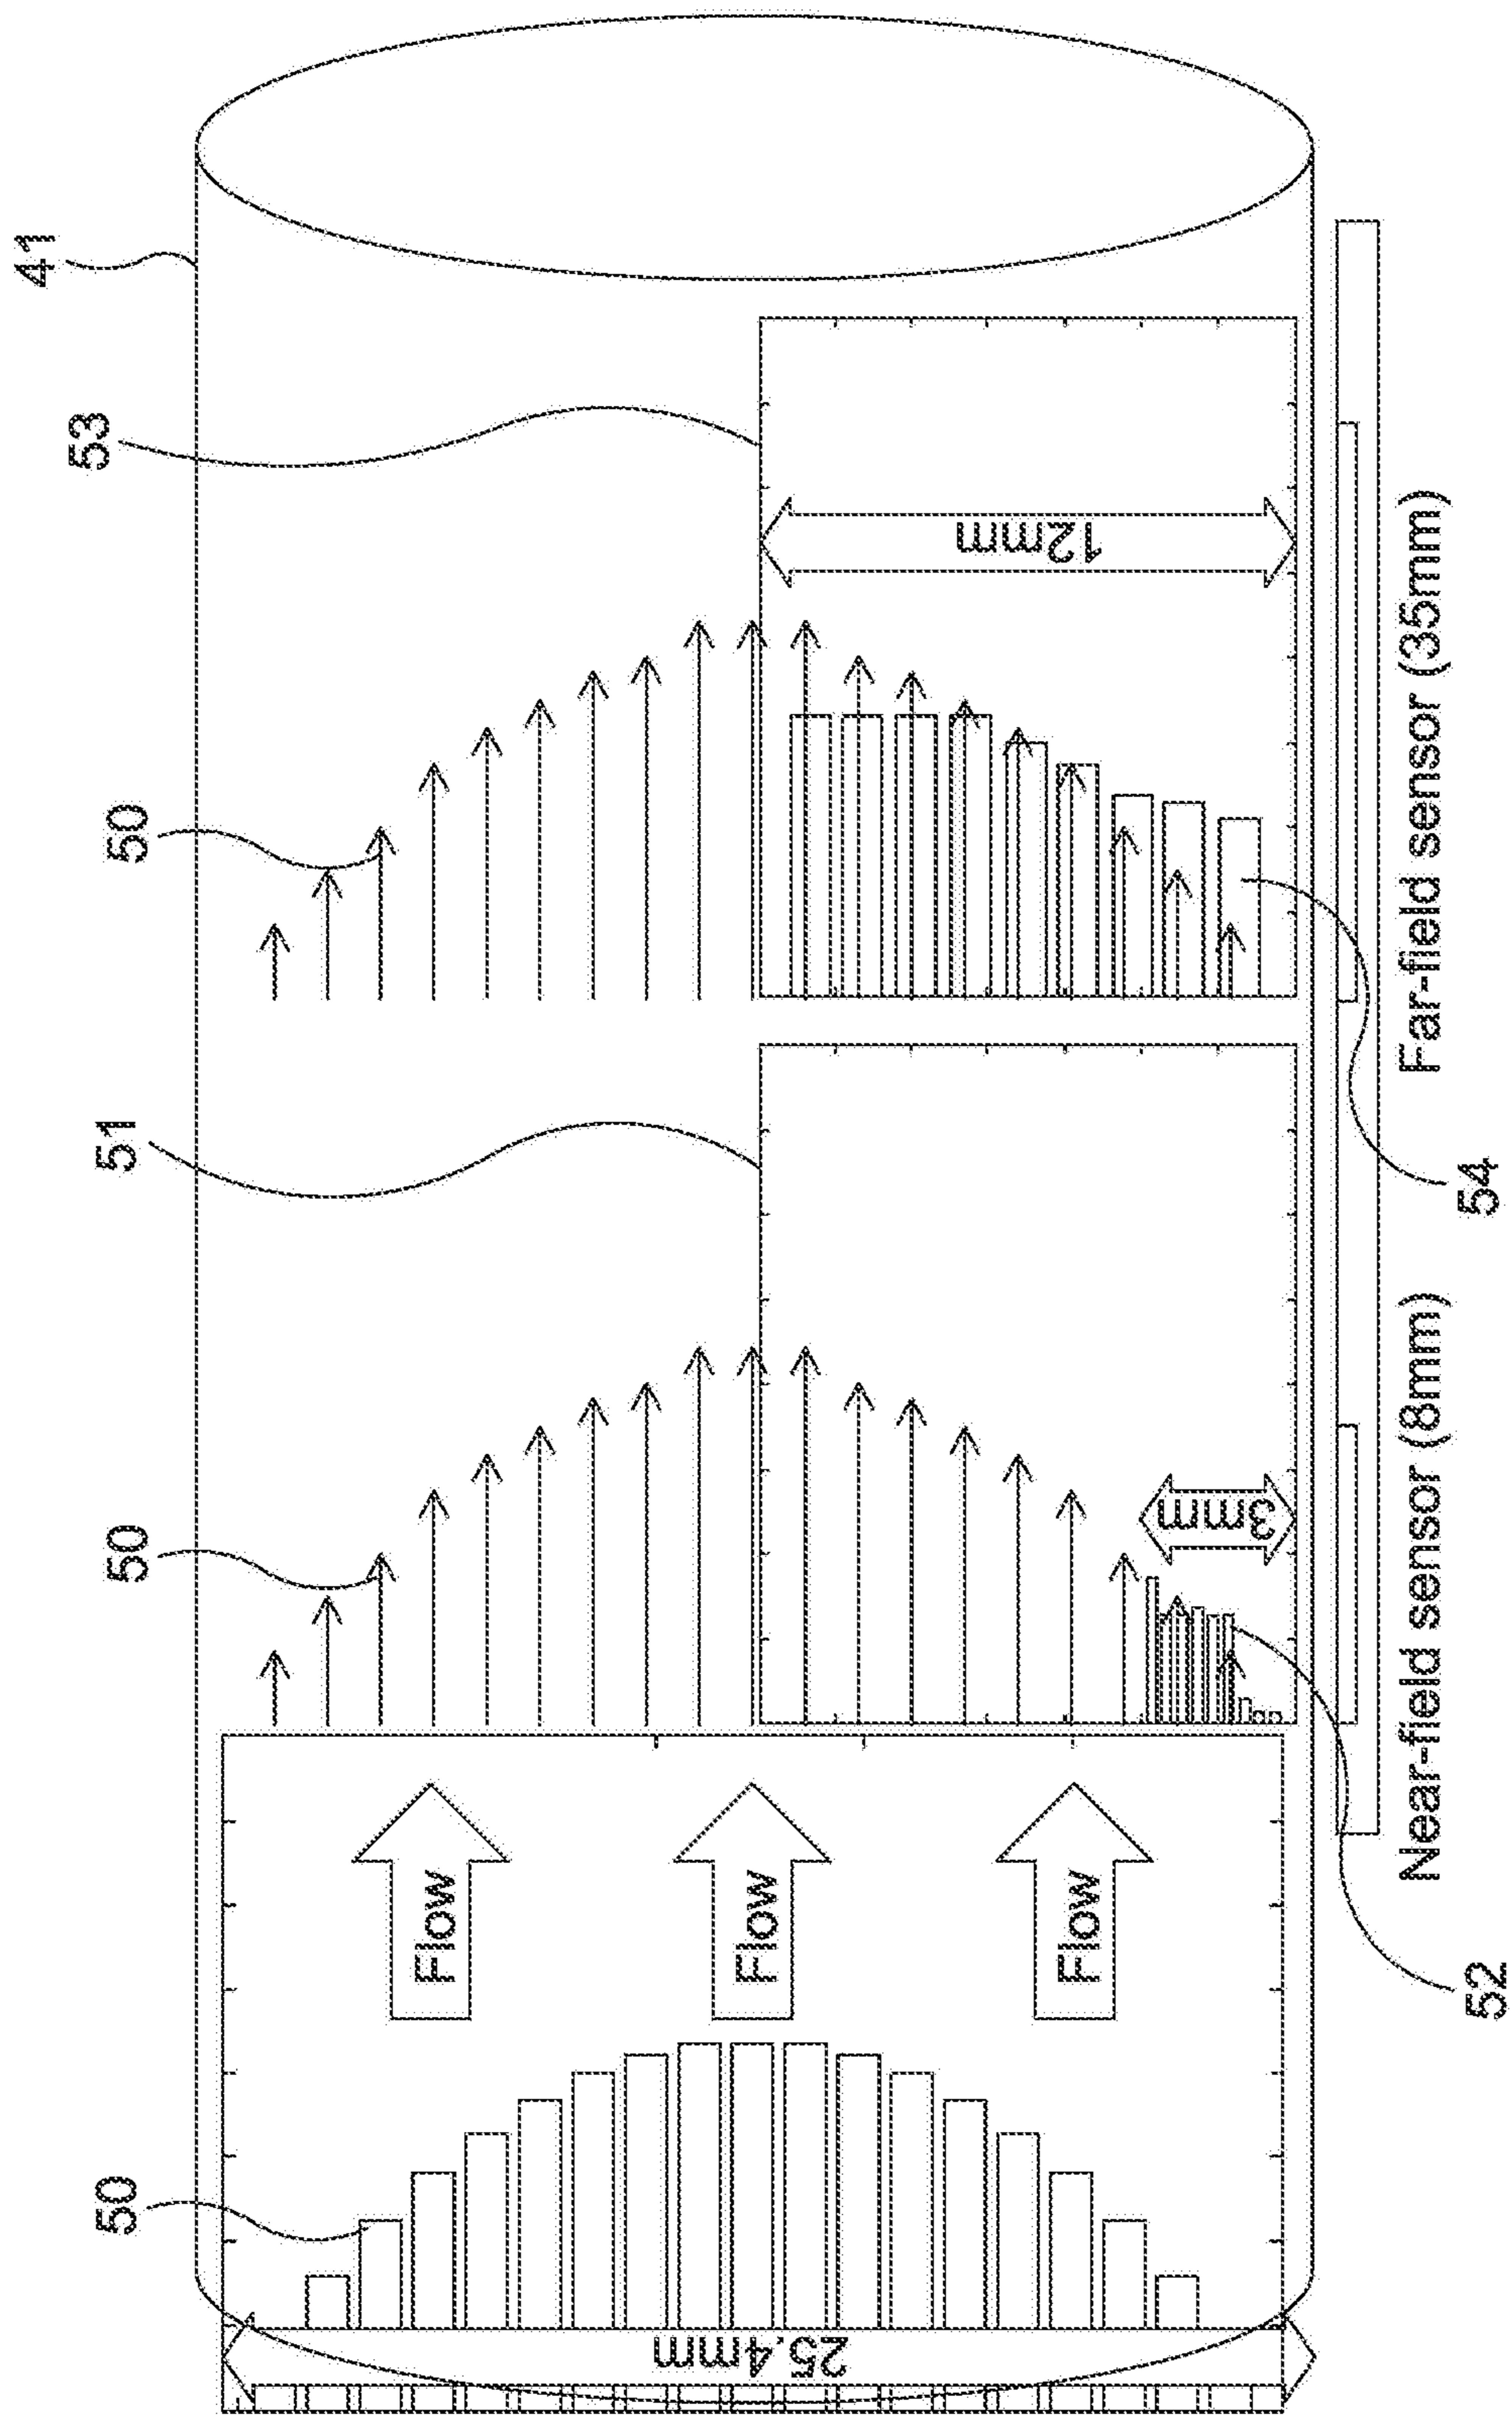 41
53
50
51
50
50
12mm
3mm
Flow
Flow
Flow
25.4mm
Near-field sensor (8mm)
Far-field sensor (35mm)
52
54